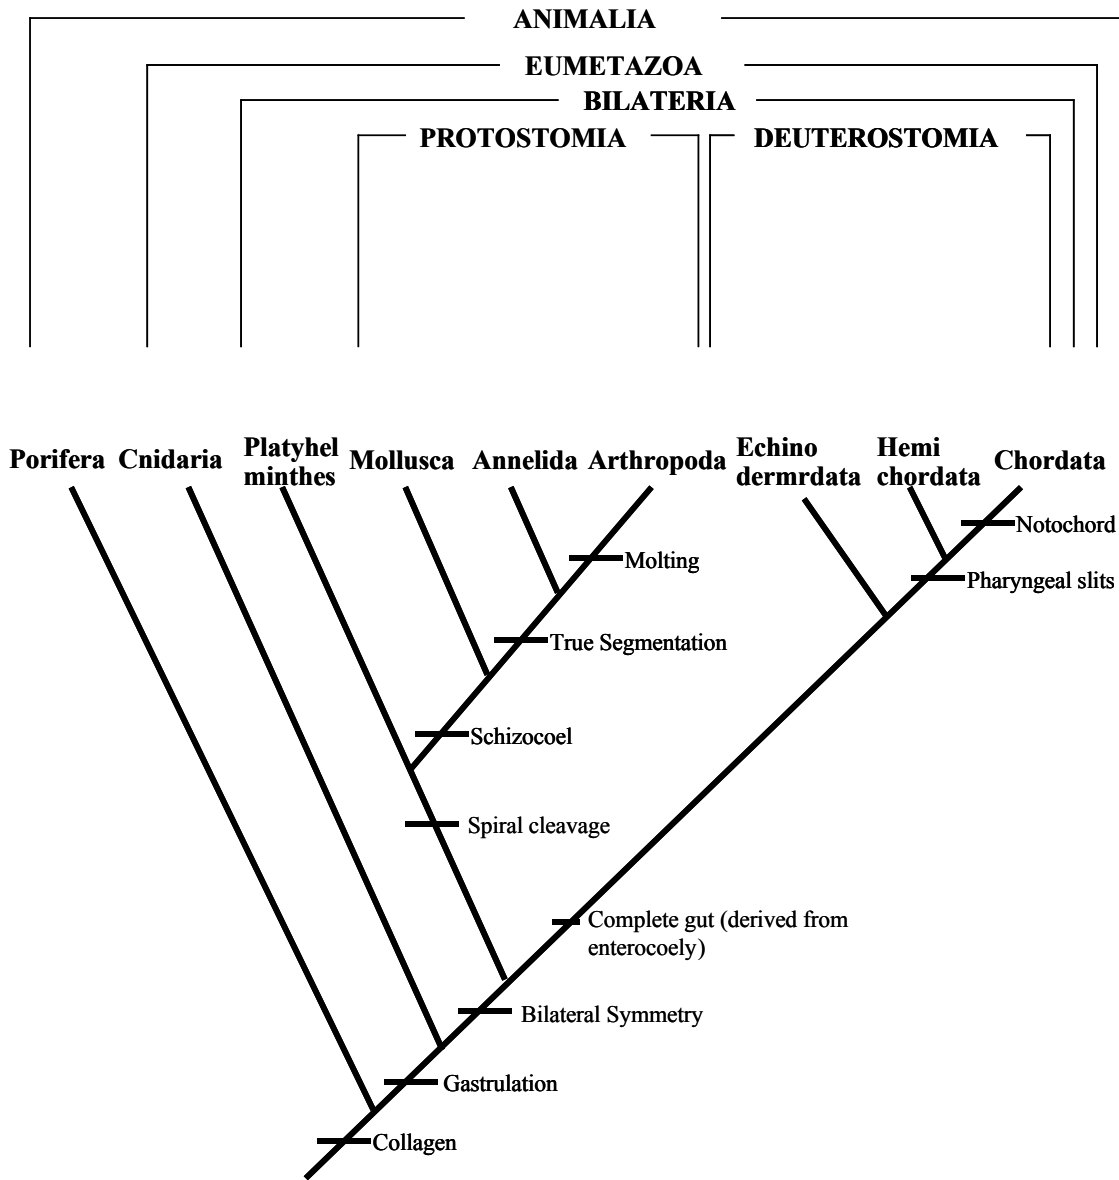 ANIMALIA
EUMETAZOA
BILATERIA
PROTOSTOMIA
DEUTEROSTOMIA
Porifera
Cnidaria
Platyhel
minthes
Mollusca
Annelida
Arthropoda
Echino
dermrdata
Hemi
chordata
Chordata
Notochord
Molting
Pharyngeal slits
True Segmentation
Schizocoel
Spiral cleavage
Complete gut (derived from
enterocoely)
Bilateral Symmetry
Gastrulation
Collagen